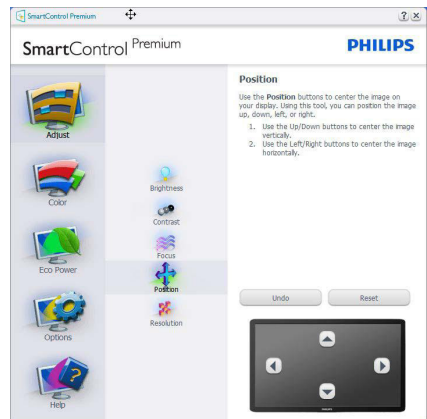 SmartControl Premium
SmartControl Premium
PHILIPS
Adjust
Color
Eco Power
Options
Help
Brightness
Contrast
Focus
Position
Resolution
Position
Use the Position buttons to center the image on
your display. Using this tool, you can position the image
up, down, left, or right.
1. Use the Up/Down buttons to center the image
vertically.
2. Use the Left/Right buttons to center the image
horizontally.
Undo
Reset
PHILIPS